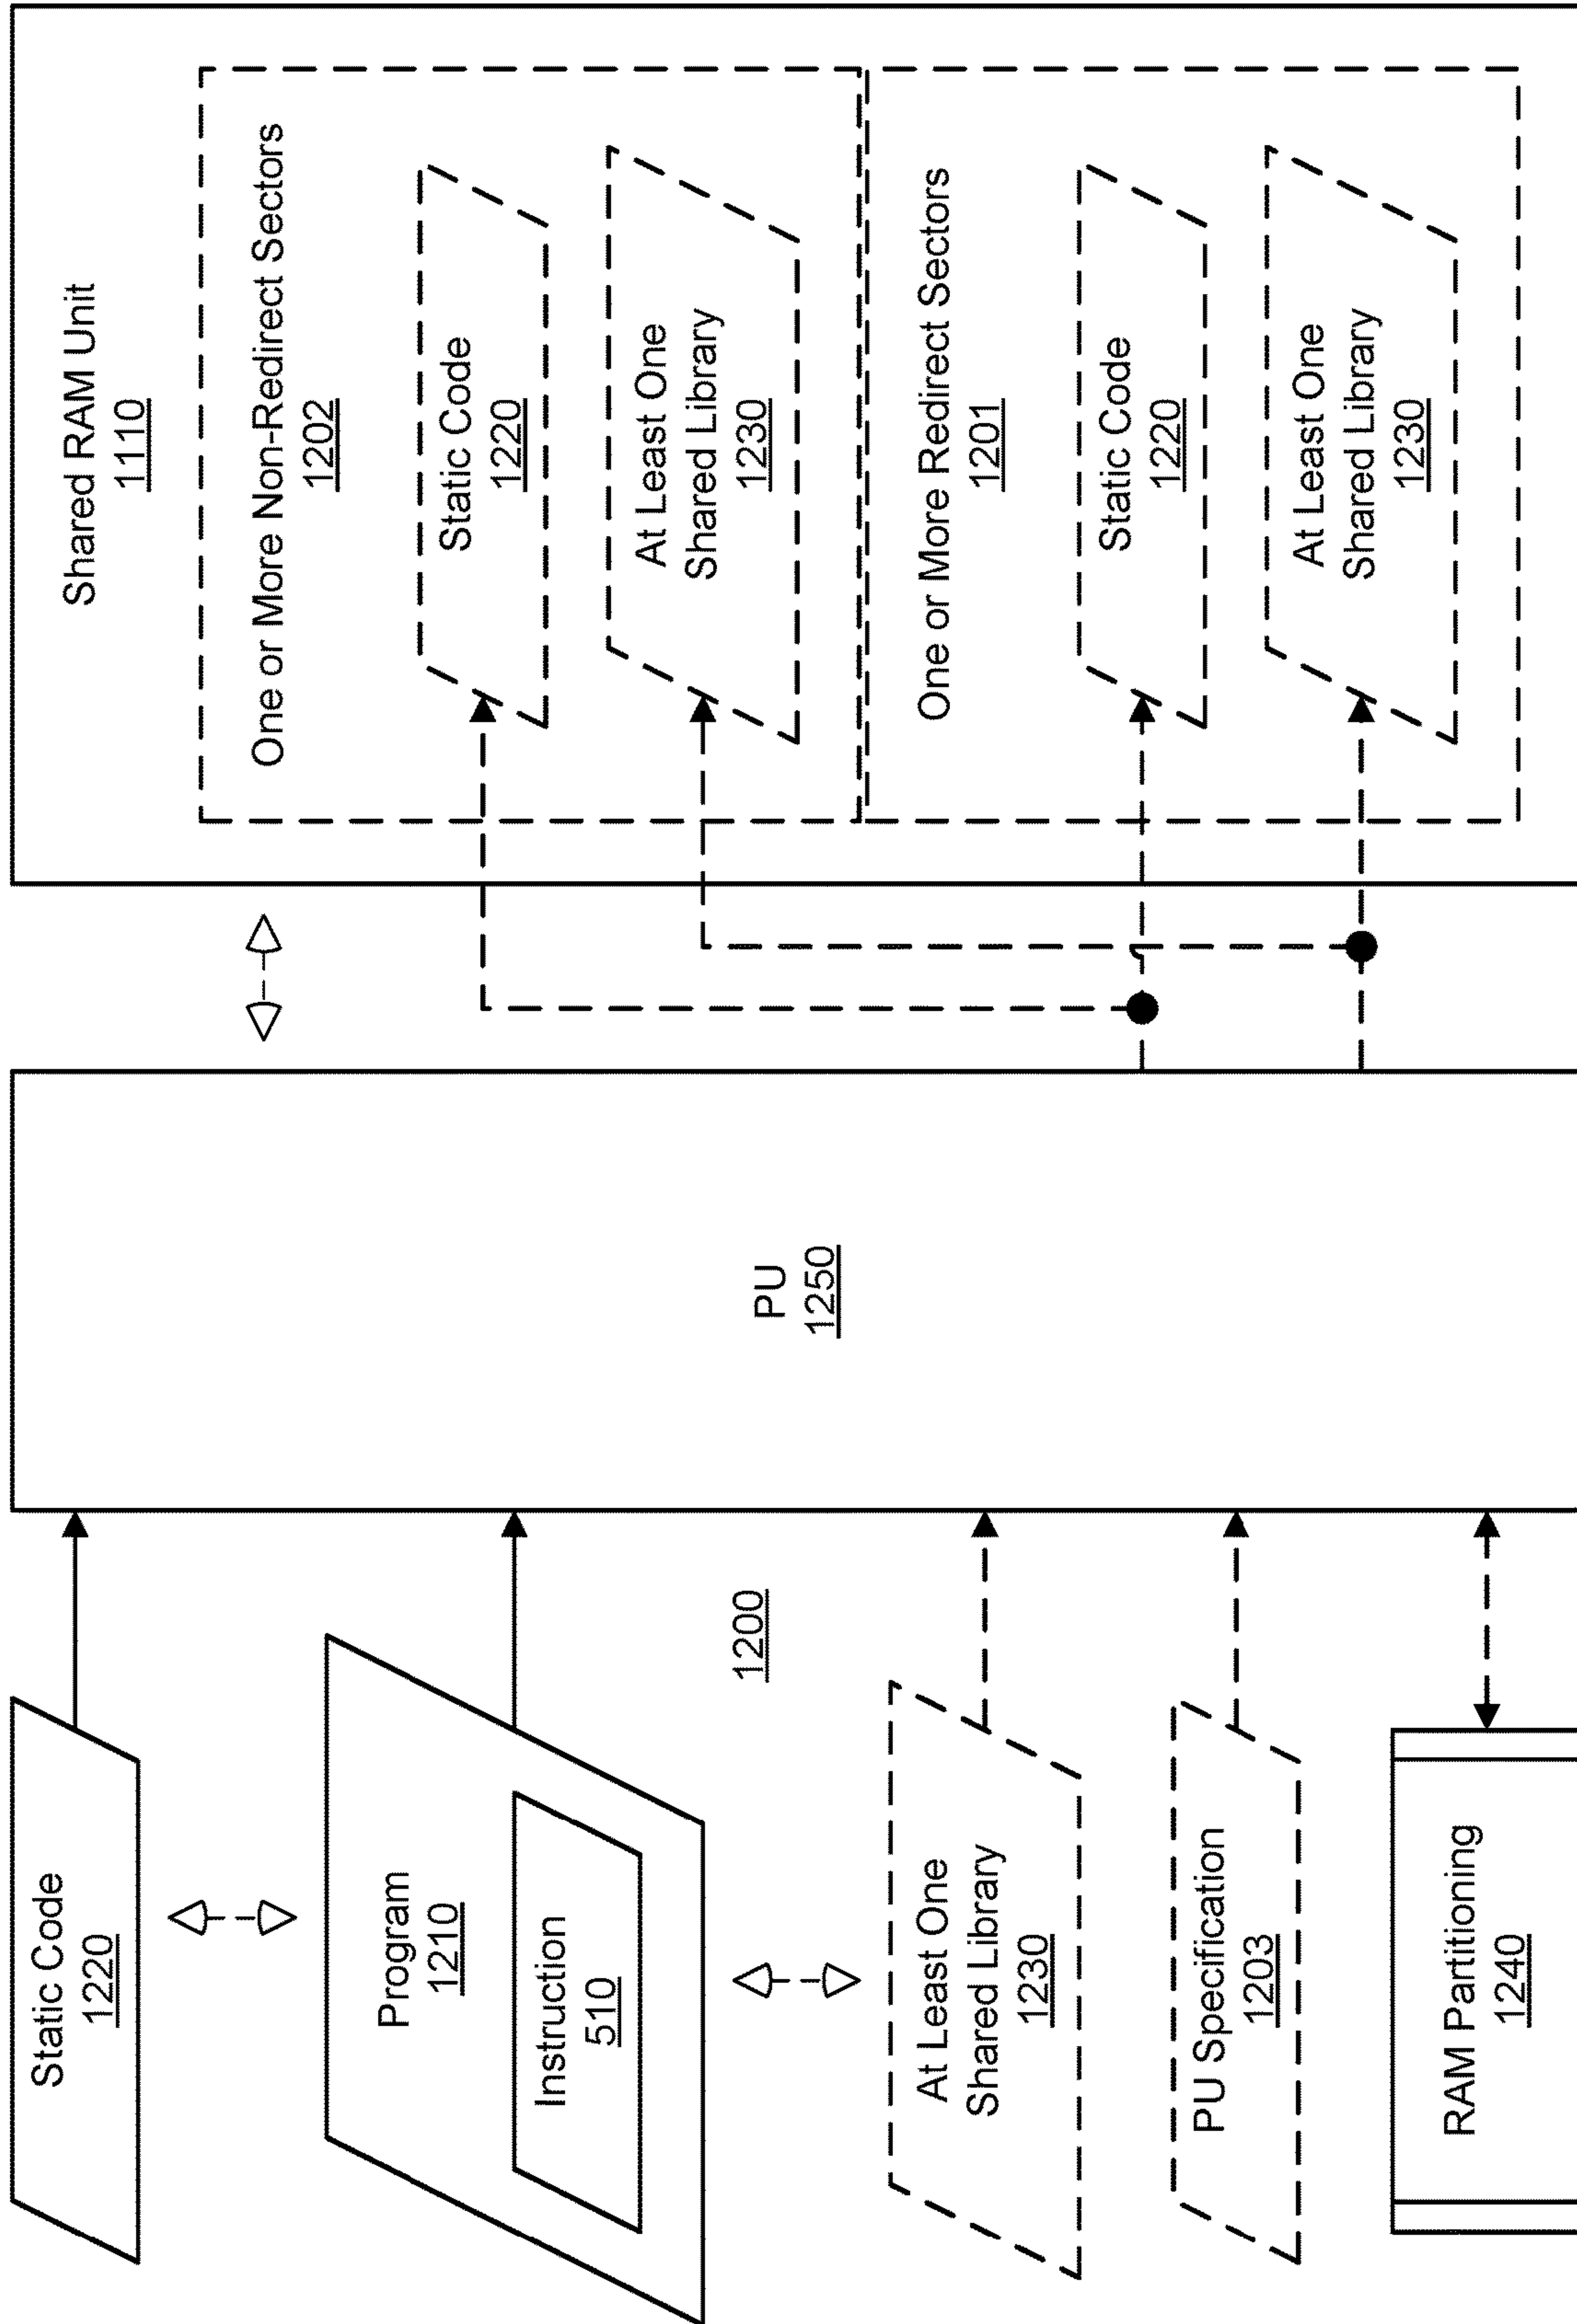 Static Code
1220
Program
1210
Instruction
510
1200
At Least One
Shared Library
1230
PU Specification
1203
RAM Partitioning
1240
PU
1250
Shared RAM Unit
1110
One or More Non-Redirect Sectors
1202
Static Code
1220
At Least One
Shared Library
1230
One or More Redirect Sectors
1201
Static Code
1220
At Least One
Shared Library
1230